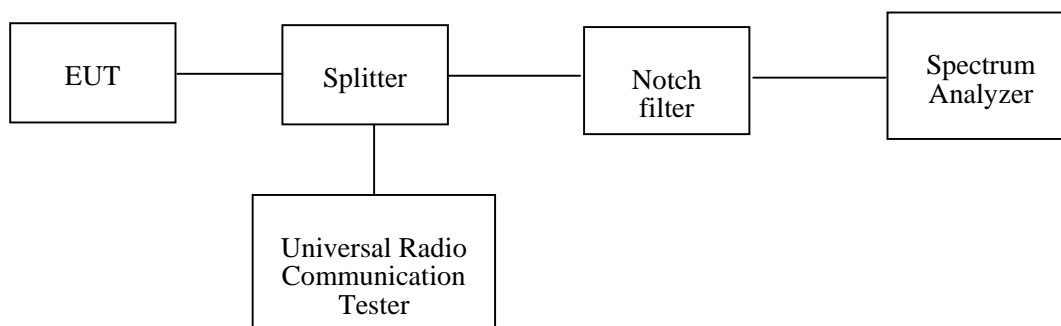 EUT
Splitter
Notch
filter
Spectrum
Analyzer
Universal Radio
Communication
Tester